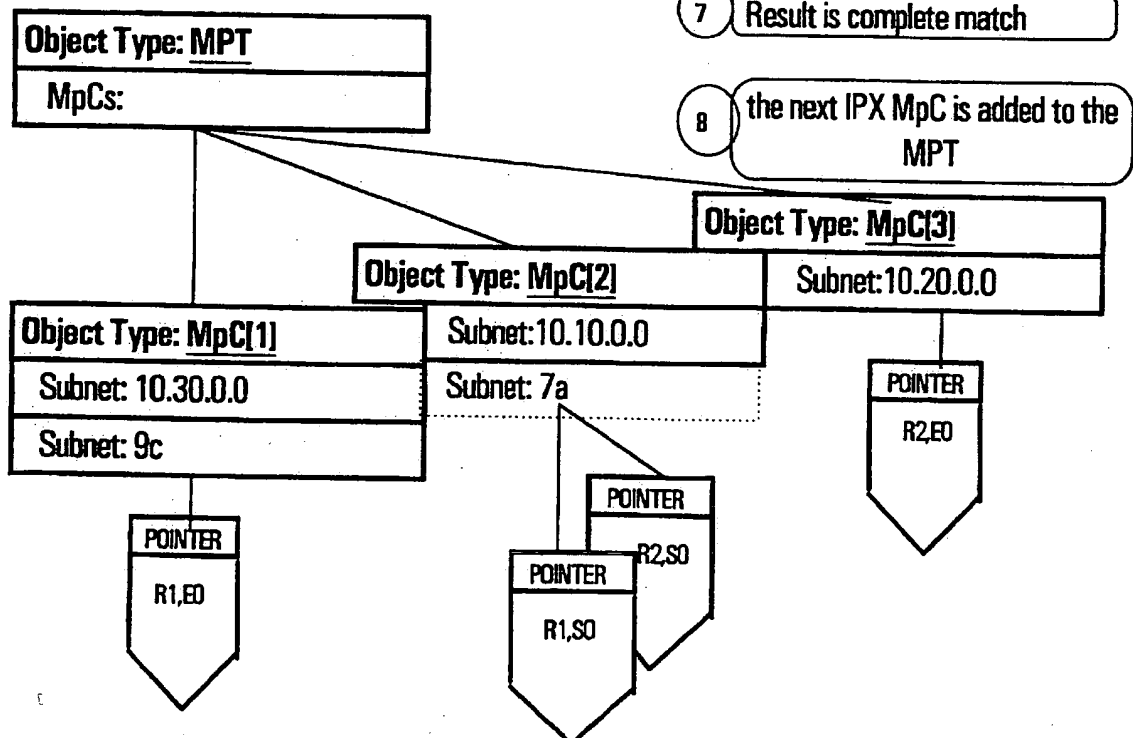 7 Result is complete match
8 the next IPX MpC is added to the
MPT
Object Type: MPT
MpCs:
Object Type: MpC[3]
Subnet:10.20.0.0
Object Type: MpC[2]
Subnet:10.10.0.0
Subnet: 7a
Object Type: MpC[1]
Subnet: 10.30.0.0
Subnet: 9c
POINTER
R2,E0
POINTER
R2,S0
POINTER
R1,E0
POINTER
R1,S0